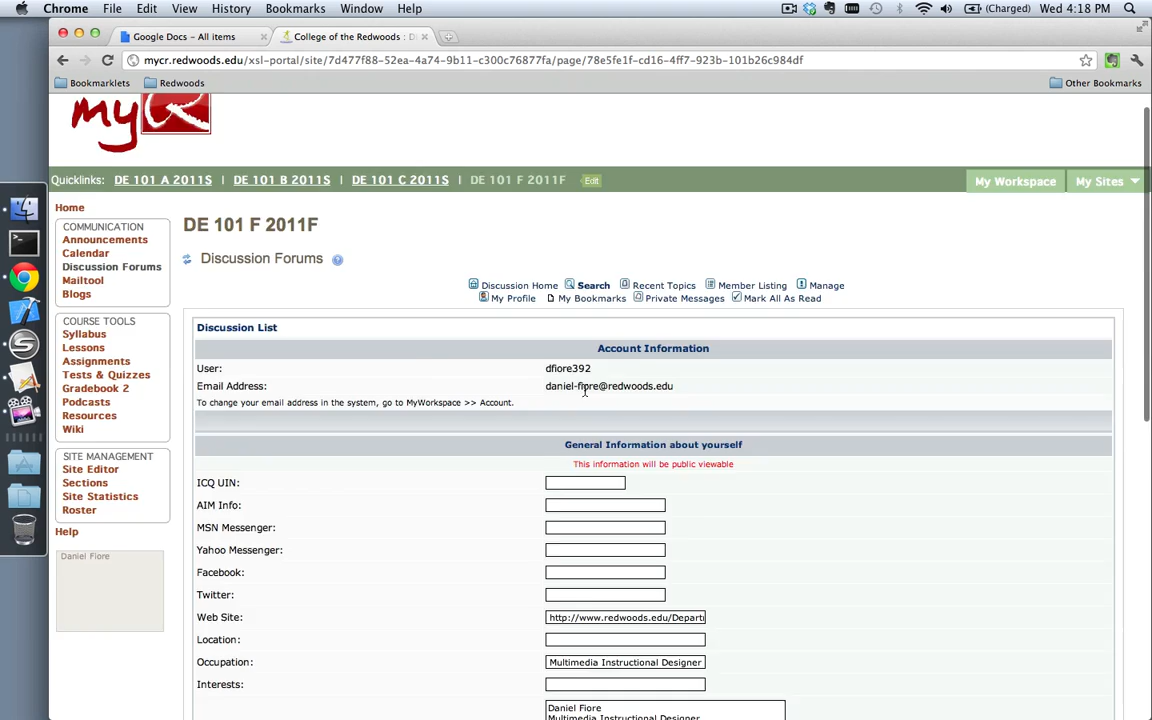 Chrome File Edit View History Bookmarks Window Help (Charged) Wed 4:18 PM
Google Docs - All items College of the Redwoods : Di
mycr.redwoods.edu/xsl-portal/site/7d477f88-52ea-4a74-9b11-c300c76877fa/page/78e5fe1f-cd16-4ff7-923b-101b26c984df
Bookmarklets Redwoods Other Bookmarks
myCR
Quicklinks: DE 101 A 2011S | DE 101 B 2011S | DE 101 C 2011S | DE 101 F 2011F Edit My Workspace My Sites
Home
COMMUNICATION
Announcements
Calendar
Discussion Forums
Mailtool
Blogs
COURSE TOOLS
Syllabus
Lessons
Assignments
Tests & Quizzes
Gradebook 2
Podcasts
Resources
Wiki
SITE MANAGEMENT
Site Editor
Sections
Site Statistics
Roster
Help
Daniel Fiore
DE 101 F 2011F
Discussion Forums
Discussion Home Search Recent Topics Member Listing Manage
My Profile My Bookmarks Private Messages Mark All As Read
Discussion List
Account Information
User: dfiore392
Email Address: daniel-fiore@redwoods.edu
To change your email address in the system, go to MyWorkspace >> Account.
General Information about yourself
This information will be public viewable
ICQ UIN:
AIM Info:
MSN Messenger:
Yahoo Messenger:
Facebook:
Twitter:
Web Site: http://www.redwoods.edu/Departm
Location:
Occupation: Multimedia Instructional Designer
Interests:
Daniel Fiore
Multimedia Instructional Designer